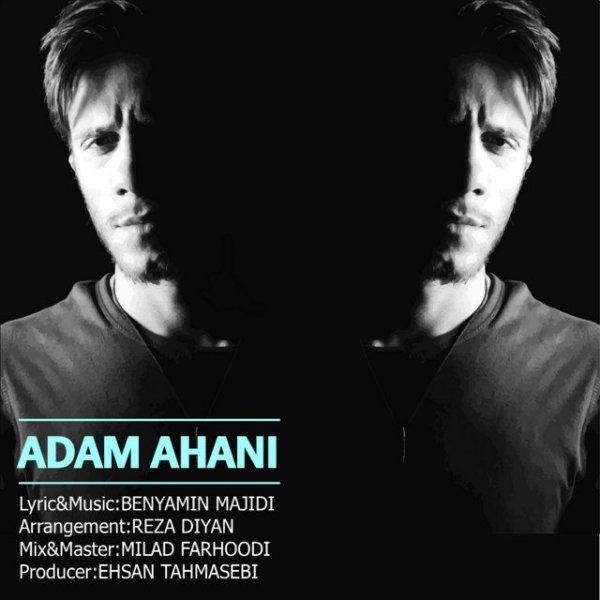 ADAM AHANI
Lyric&Music:BENYAMIN MAJIDI
Arrangement:REZA DIYAN
Mix&Master:MILAD FARHOODI
Producer:EHSAN TAHMASEBI